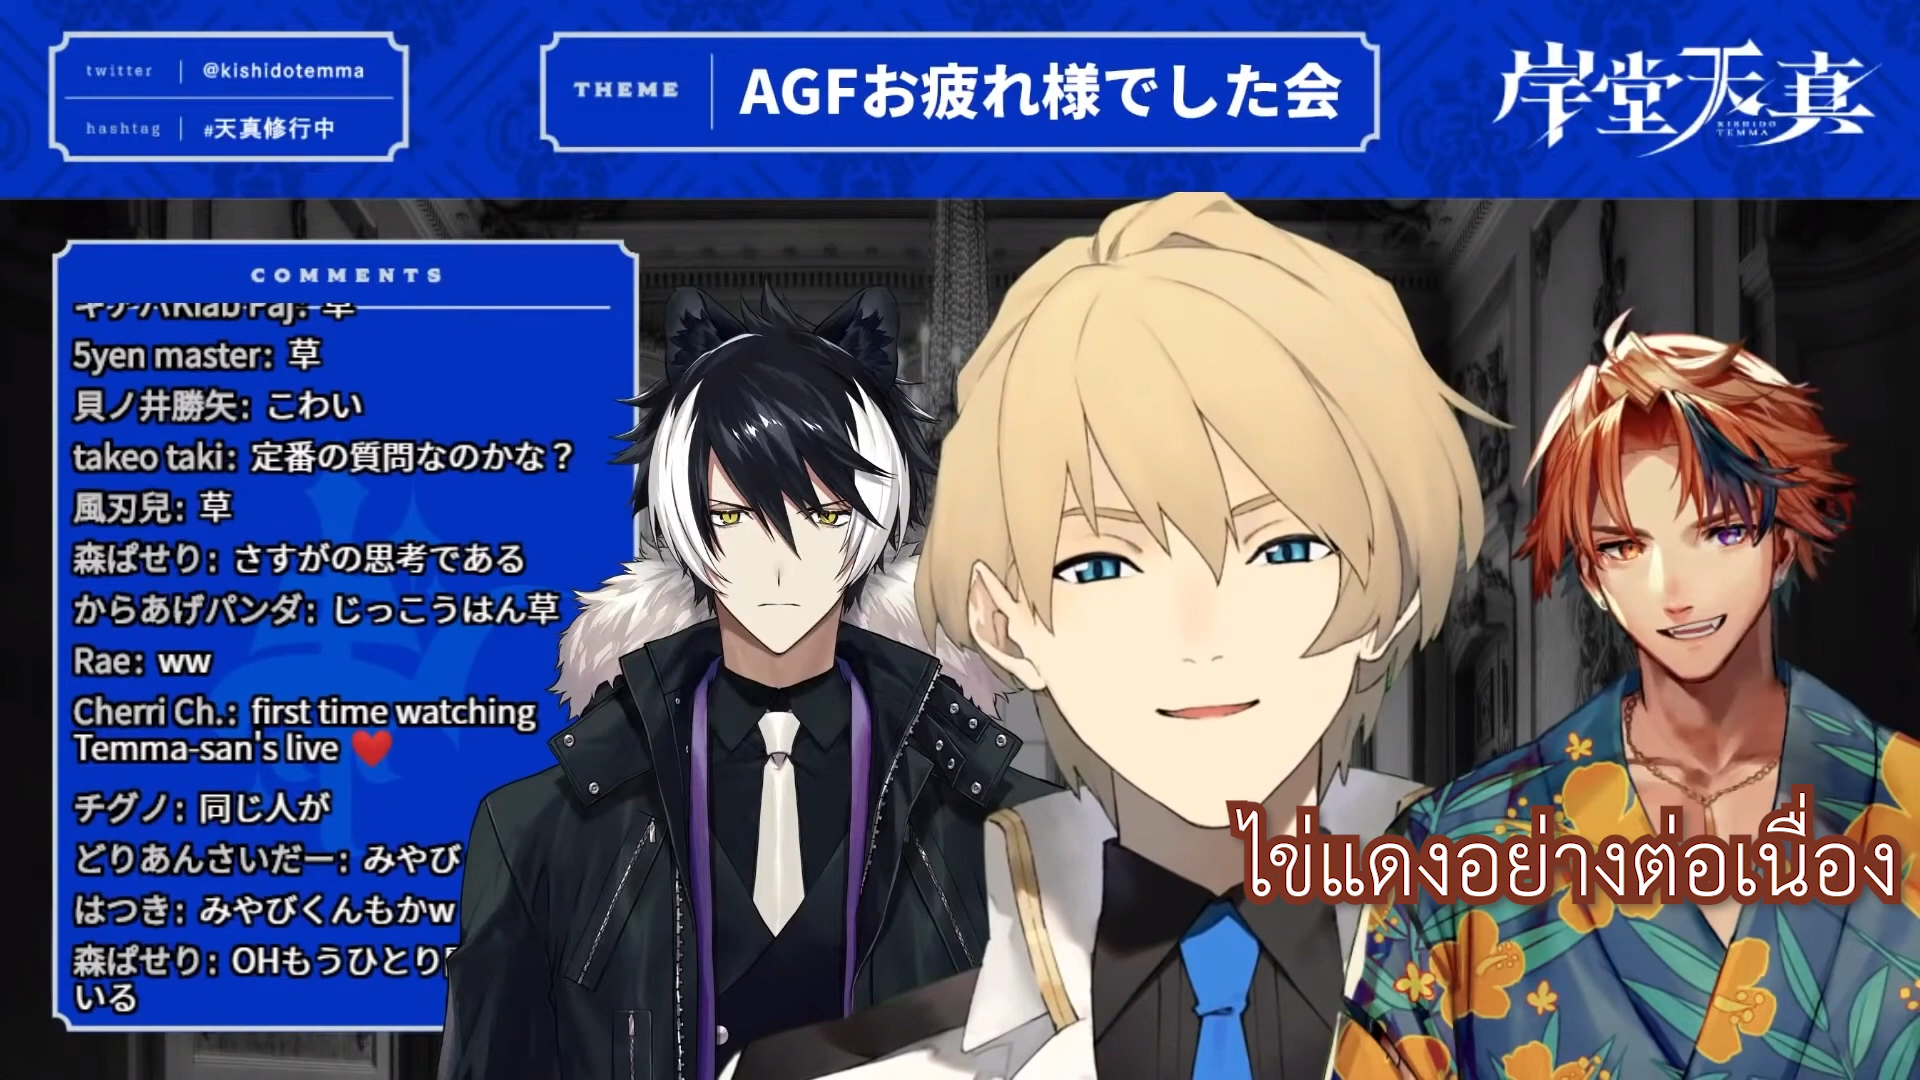 twitter | @kishidotemma
hashtag | #天真修行中
THEME
AGFお疲れ様でした会
岸堂天真
KISHIDO
TEMMA
COMMENTS
5yen master: 草
貝ノ井勝矢: こわい
takeo taki: 定番の質問なのかな？
風刃兒: 草
森ぱせり: さすがの思考である
からあげパンダ: じっこうはん草
Rae: ww
Cherri Ch.: first time watching
Temma-san's live ❤️
チグノ: 同じ人が
どりあんさいだー: みやび
はつき: みやびくんもかw
森ぱせり: OHもうひとり
いる
ไข่แดงอย่างต่อเนื่อง